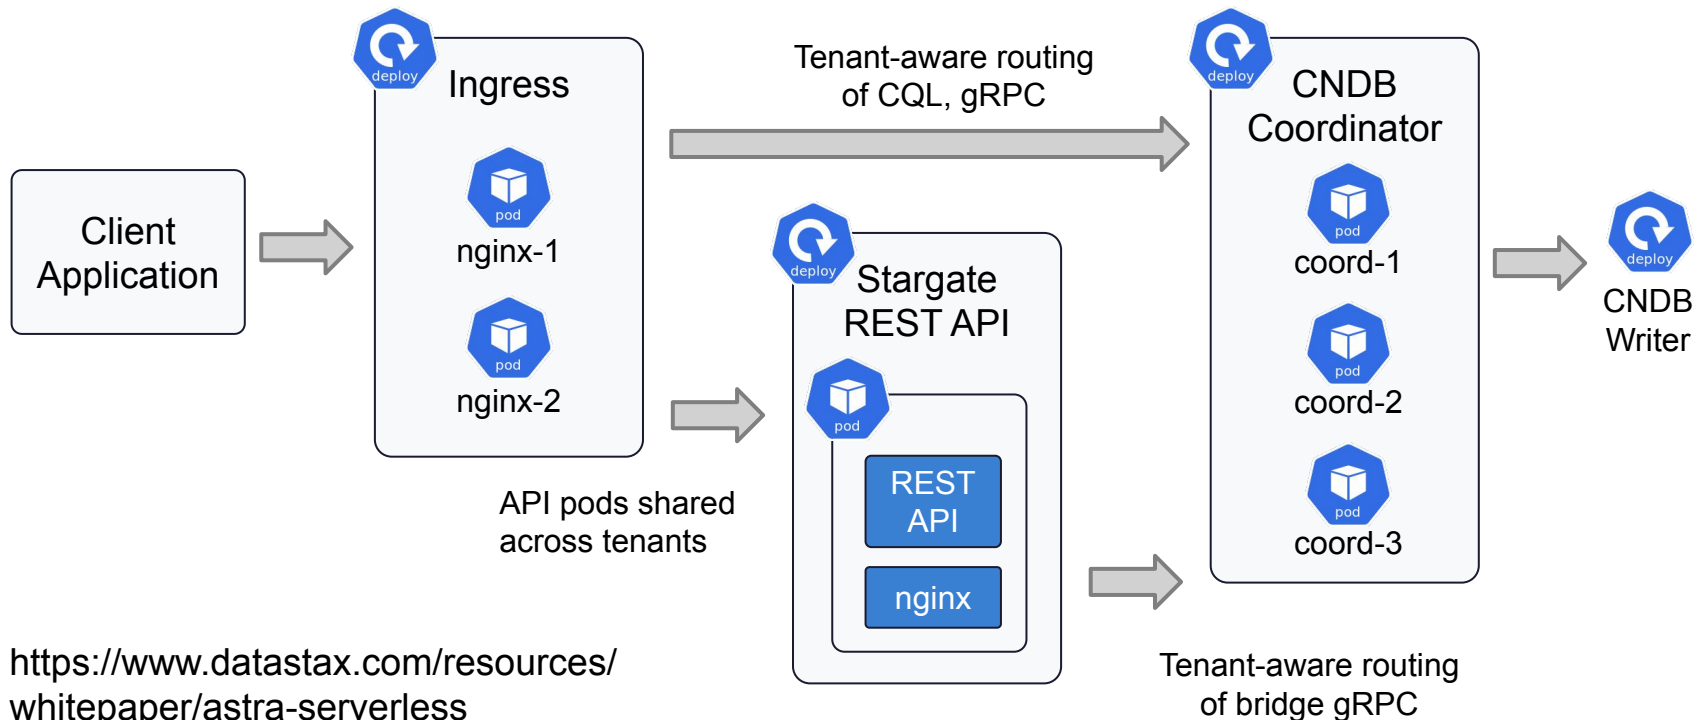 deploy
Ingress
pod
nginx-1
pod
nginx-2
Client
Application
Tenant-aware routing
of CQL, gRPC
deploy
Stargate
REST API
pod
REST
API
nginx
API pods shared
across tenants
deploy
CNDB
Coordinator
pod
coord-1
pod
coord-2
pod
coord-3
deploy
CNDB
Writer
Tenant-aware routing
of bridge gRPC
https://www.datastax.com/resources/
whitepaper/astra-serverless